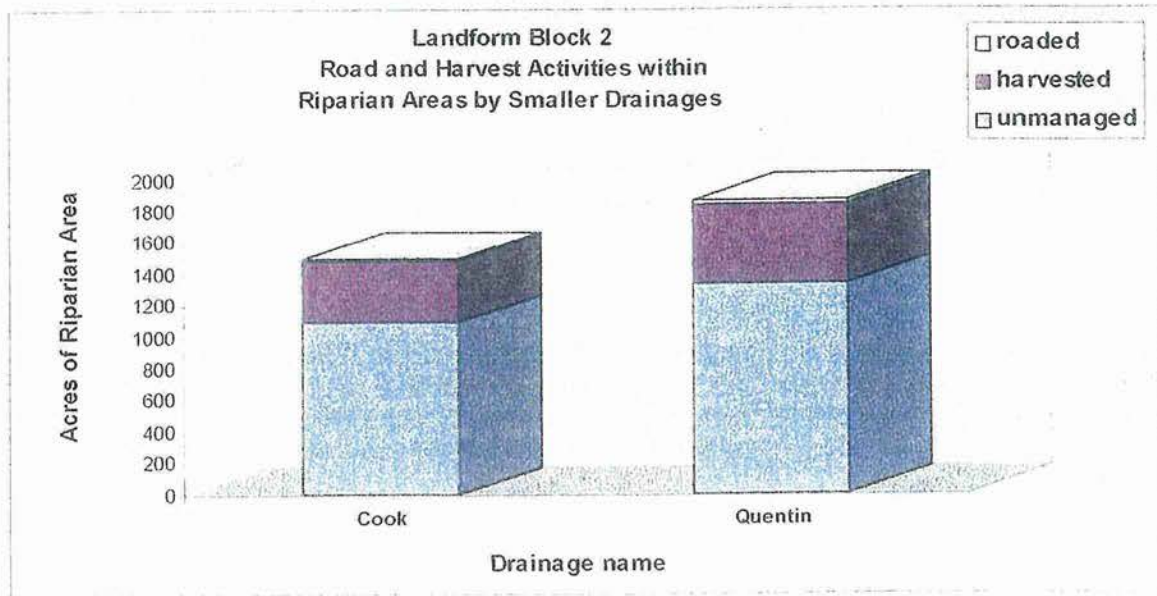 Landform Block 2
Road and Harvest Activities within
Riparian Areas by Smaller Drainages
roaded
harvested
unmanaged
Acres of Riparian Area
2000
1800
1600
1400
1200
1000
800
600
400
200
0
Cook
Quentin
Drainage name